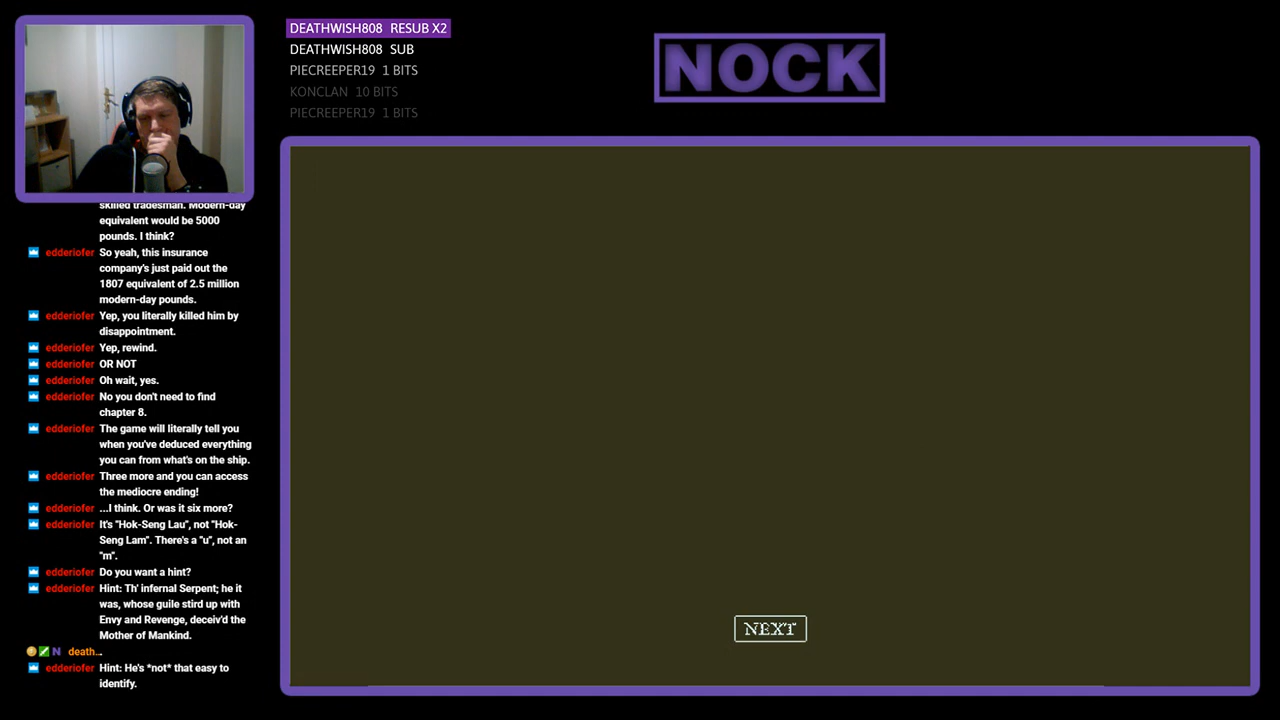 DEATHWISH808 RESUB X2
DEATHWISH808 SUB
PIECREEPER19 1 BITS
KONCLAN 10 BITS
PIECREEPER19 1 BITS
NOCK
skilled tradesman. Modern-day
equivalent would be 5000
pounds. I think?
edderiofer So yeah, this insurance
company's just paid out the
1807 equivalent of 2.5 million
modern-day pounds.
edderiofer Yep, you literally killed him by
disappointment.
edderiofer Yep, rewind.
edderiofer OR NOT
edderiofer Oh wait, yes.
edderiofer No you don't need to find
chapter 8.
edderiofer The game will literally tell you
when you've deduced everything
you can from what's on the ship.
edderiofer Three more and you can access
the mediocre ending!
edderiofer ...I think. Or was it six more?
edderiofer It's "Hok-Seng Lau", not "Hok-
Seng Lam". There's a "u", not an
"m".
edderiofer Do you want a hint?
edderiofer Hint: Th' infernal Serpent; he it
was, whose guile stird up with
Envy and Revenge, deceiv'd the
Mother of Mankind.
N death... .
edderiofer Hint: He's *not* that easy to
identify.
NEXT